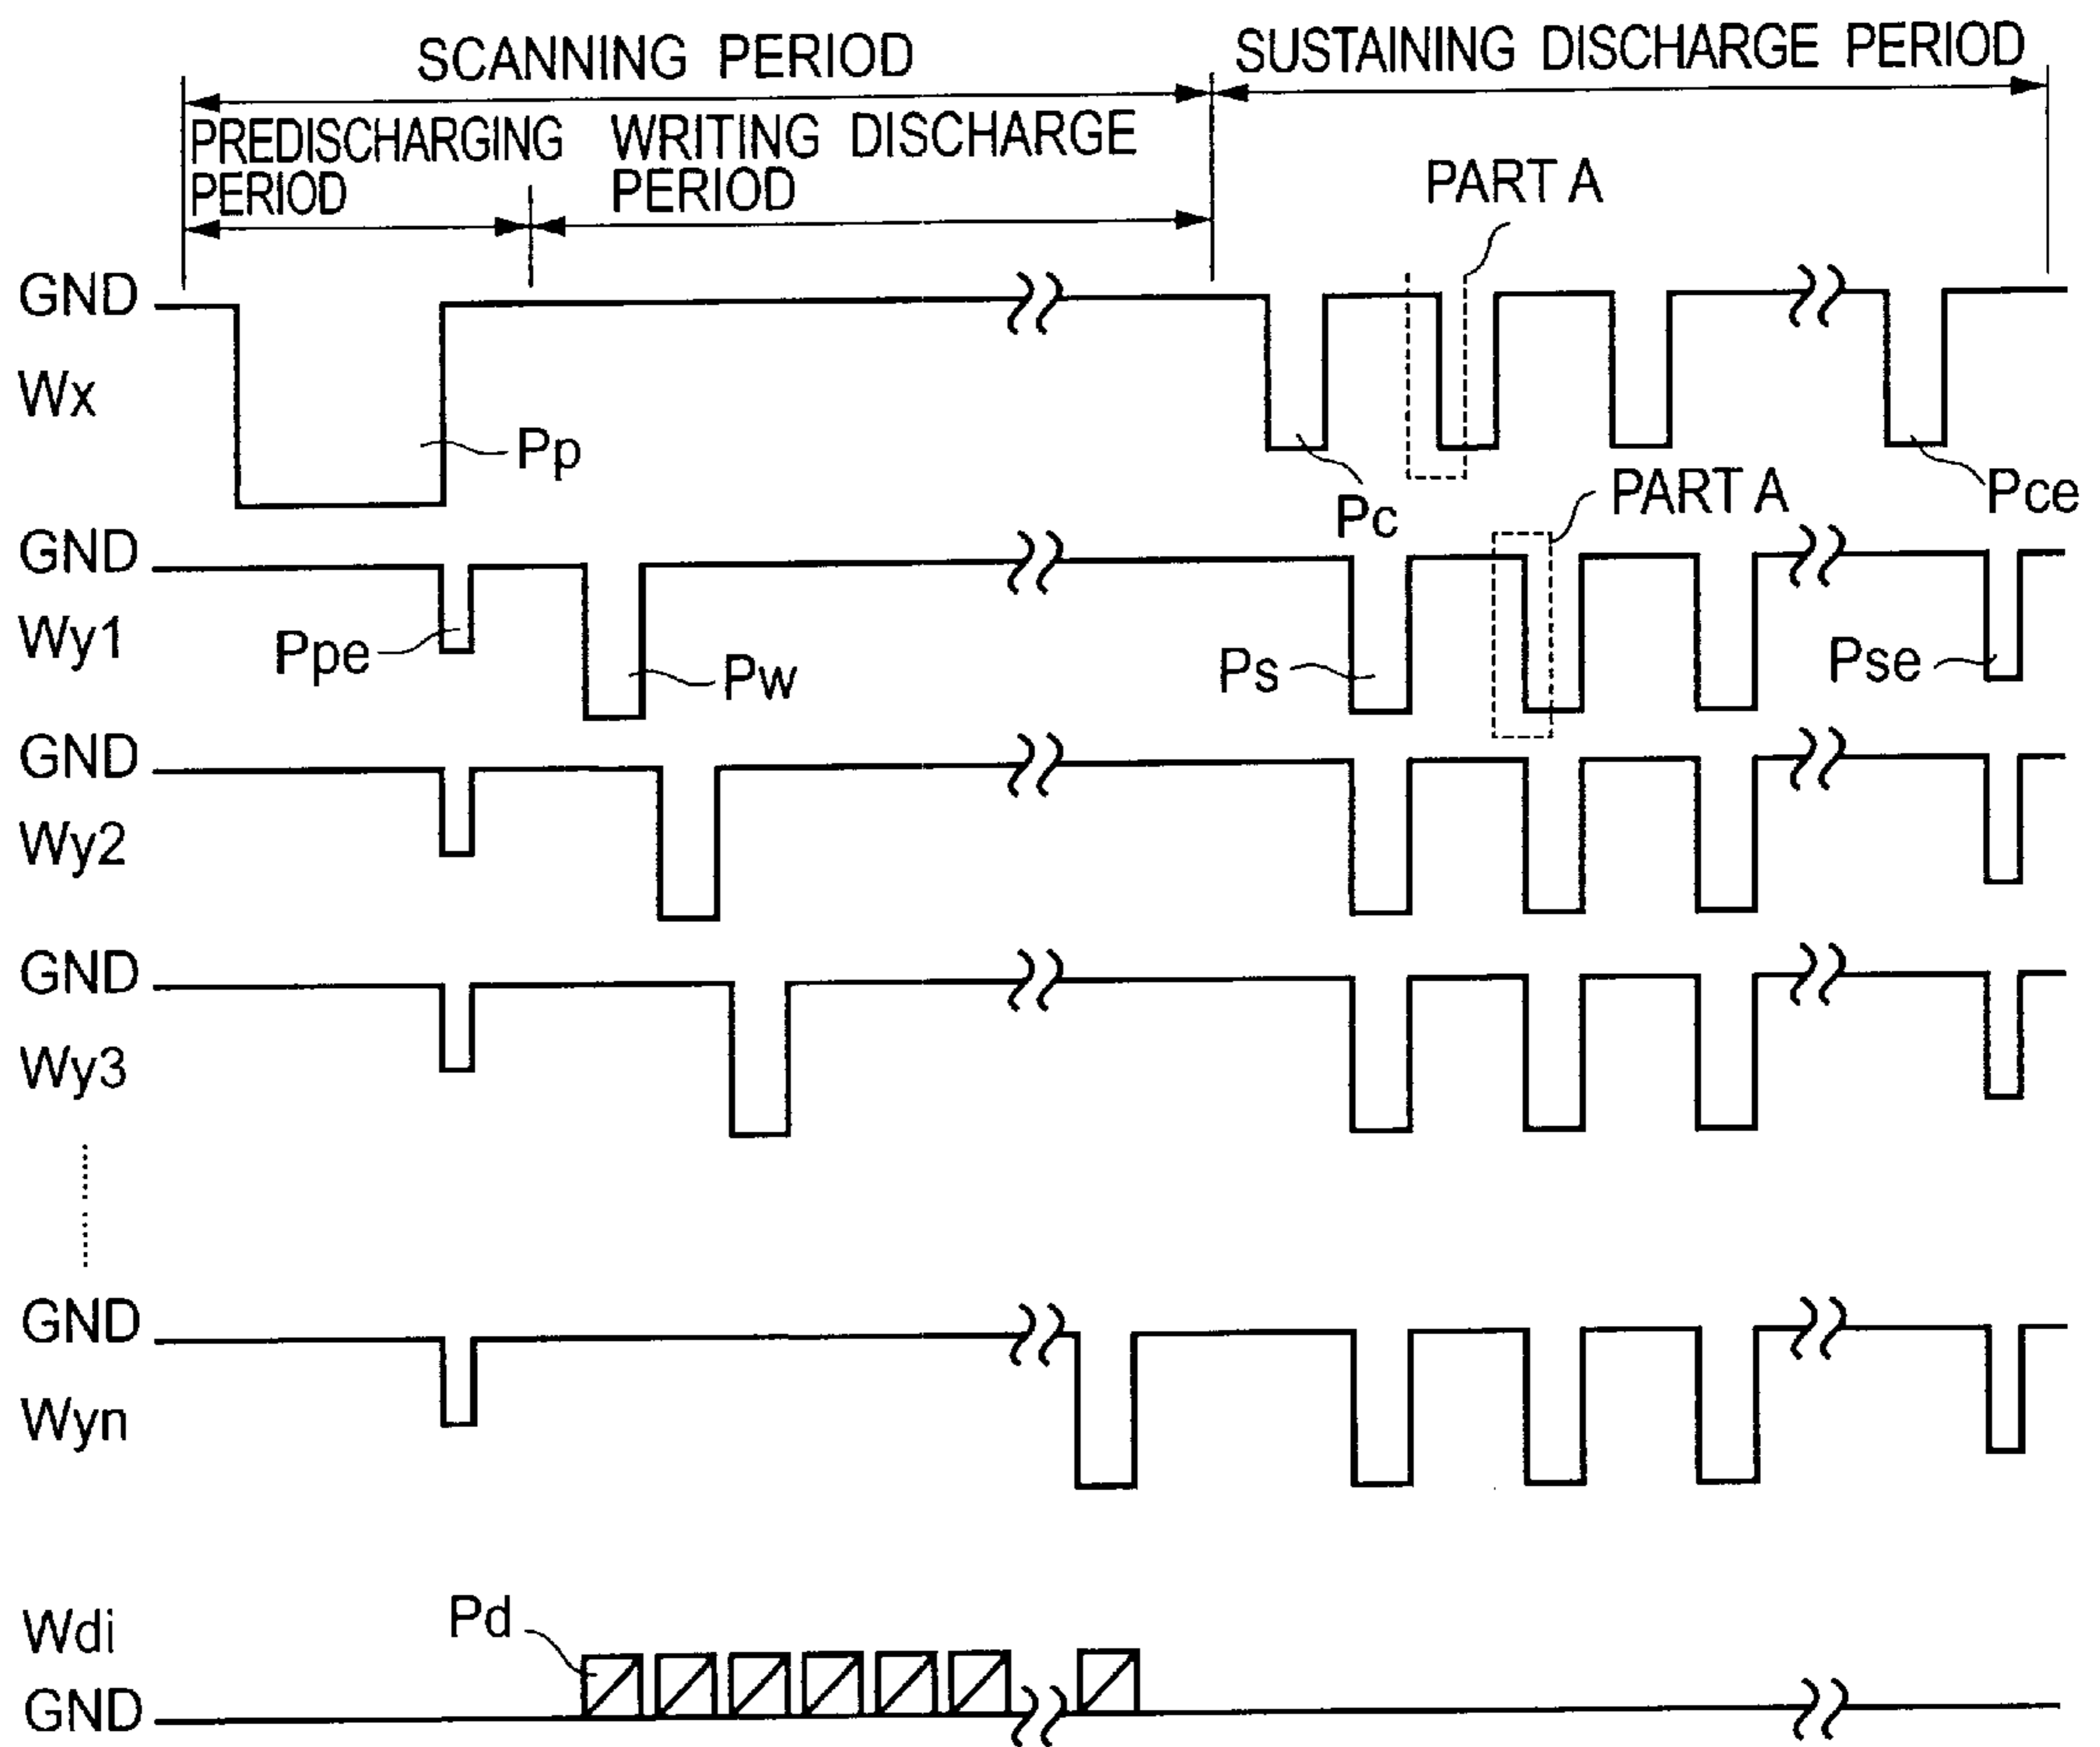 SCANNING PERIOD
SUSTAINING DISCHARGE PERIOD
PREDISCHARGING PERIOD
WRITING DISCHARGE PERIOD
PART A
GND
Wx
Pp
Pc
PART A
Pce
GND
Wy1
Ppe
Pw
Ps
Pse
GND
Wy2
GND
Wy3
GND
Wyn
Wdi
Pd
GND